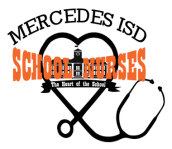 MERCEDES ISD
SCHOOL NURSES
The Heart of the School